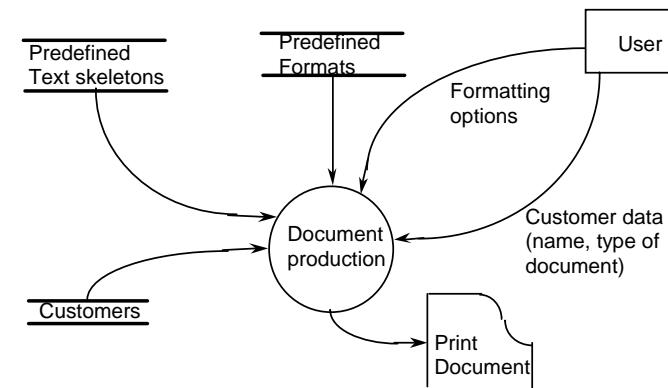 Predefined
Text skeletons
Predefined
Formats
User
Formatting
options
Customer data
(name, type of
document)
Document
production
Customers
Print
Document